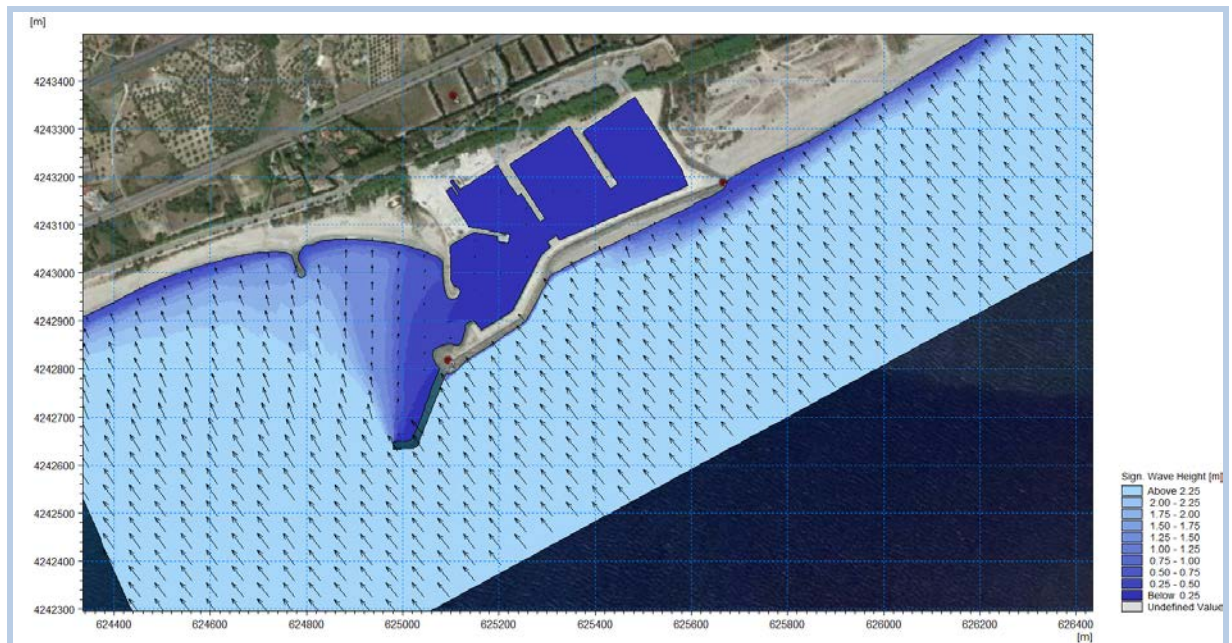 [m]
4243400
4243300
4243200
4243100
4243000
4242900
4242800
4242700
4242600
4242500
4242400
4242300
624400 624600 624800 625000 625200 625400 625600 625800 626000 626200 626400
[m]
Sign. Wave Height [m]
Above 2.25
2.00 - 2.25
1.75 - 2.00
1.50 - 1.75
1.25 - 1.50
1.00 - 1.25
0.75 - 1.00
0.50 - 0.75
0.25 - 0.50
Below 0.25
Undefined Value